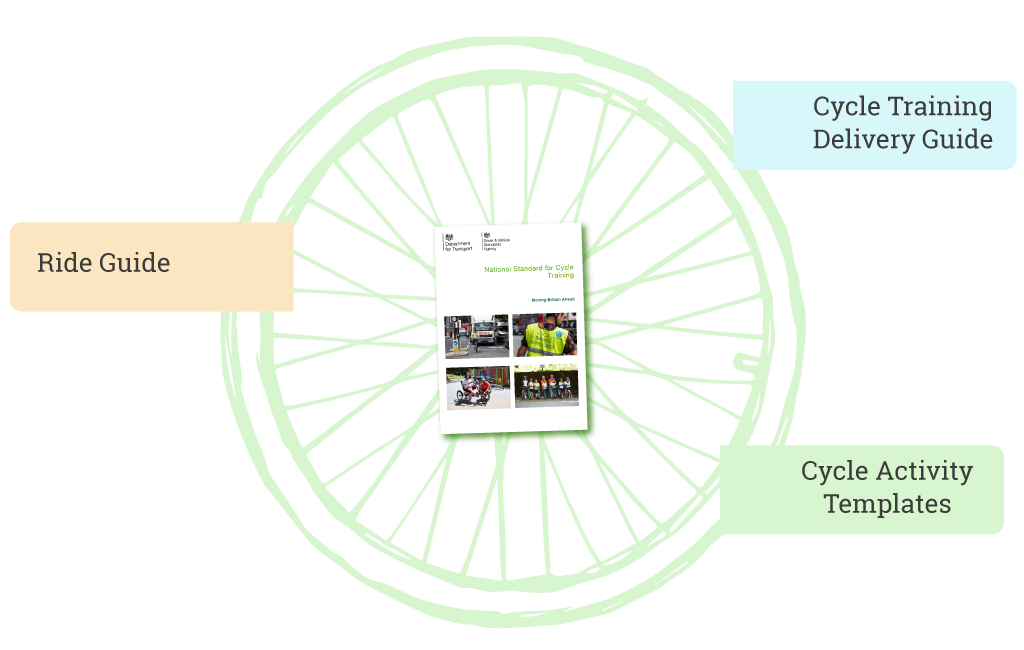 Cycle Training
Delivery Guide
Ride Guide
Department
for Transport
Driver & Vehicle
Standards
Agency
National Standard for Cycle
Training
Moving Britain Ahead
Cycle Activity
Templates